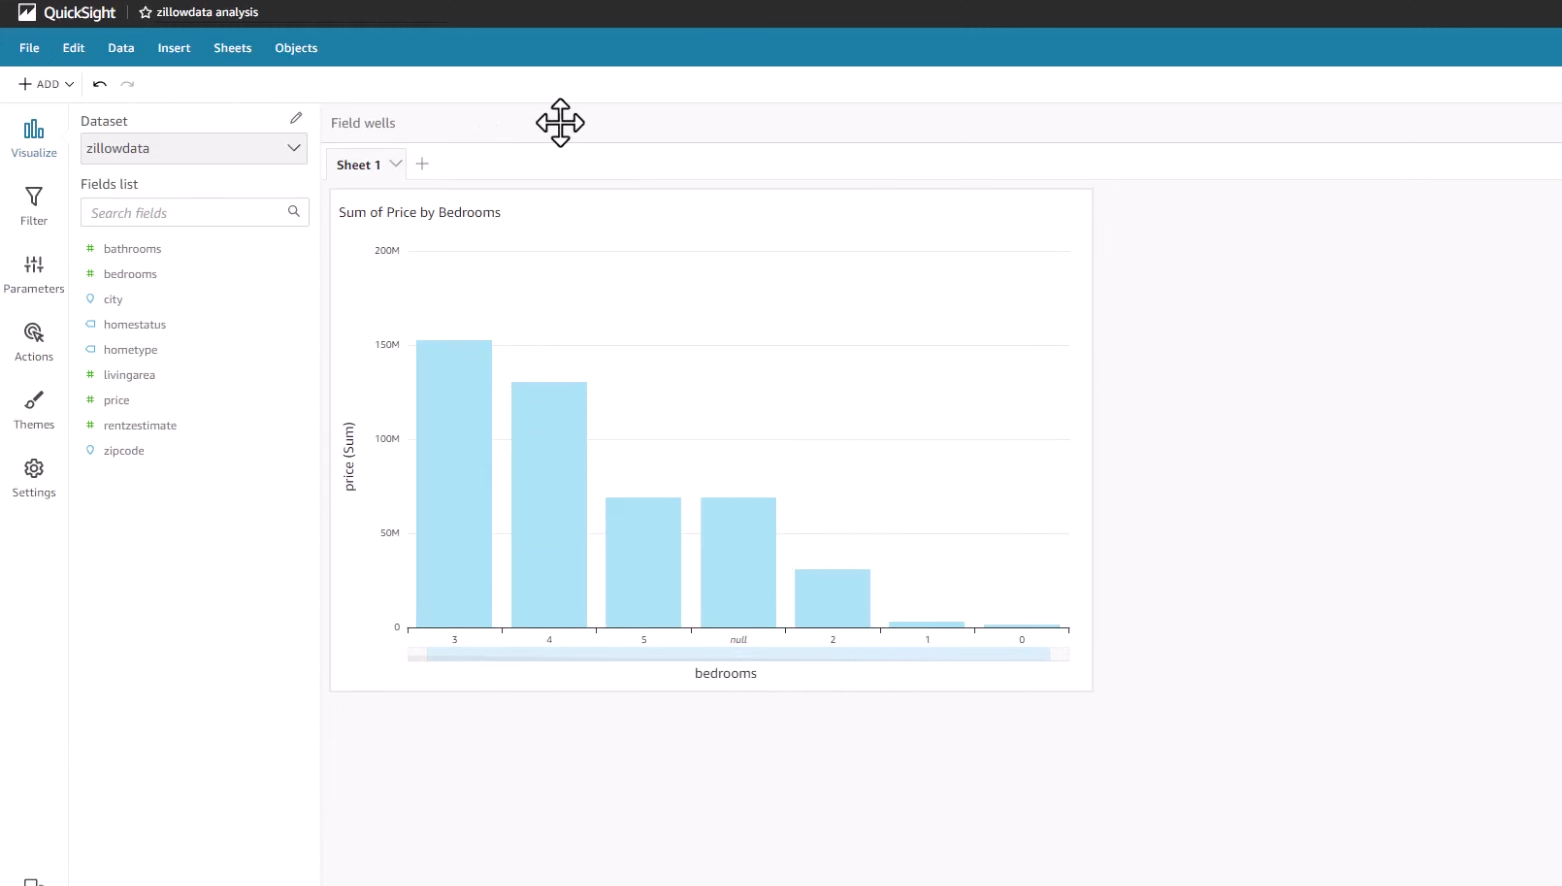 QuickSight
zillowdata analysis
File Edit Data Insert Sheets Objects
ADD
Visualize
Filter
Parameters
Actions
Themes
Settings
Dataset
zillowdata
Fields list
Search fields
# bathrooms
# bedrooms
city
homestatus
hometype
# livingarea
# price
# rentzestimate
zipcode
Field wells
Sheet 1
Sum of Price by Bedrooms
200M
150M
100M
50M
0
price (Sum)
3 4 5 null 2 1 0
bedrooms